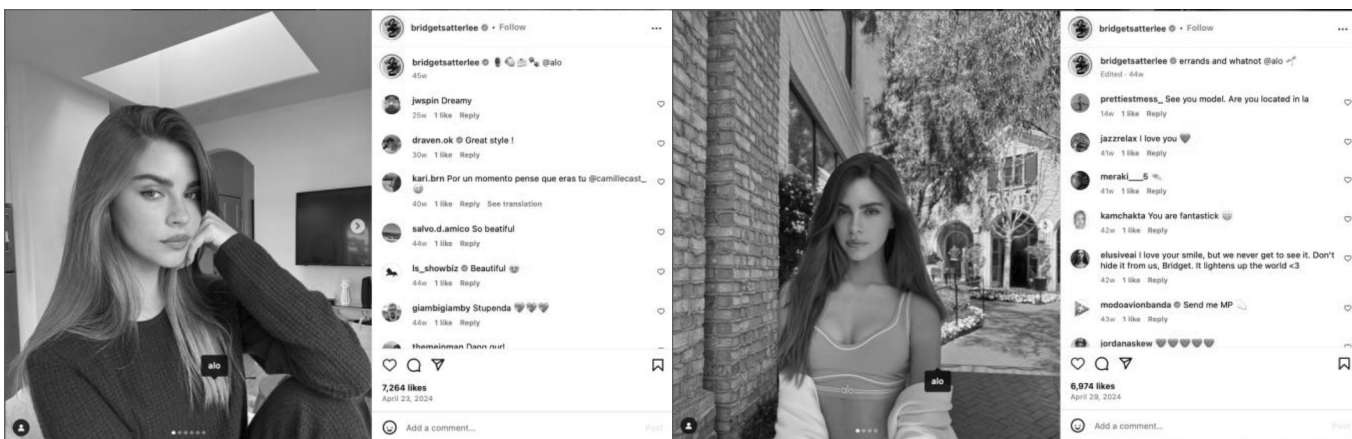 bridgetsatterlee • Follow
bridgetsatterlee @alo
45w
jwspin Dreamy
25w 1 like Reply
draven.ok Great style !
30w 1 like Reply
kari.brn Por un momento pense que eras tu @camillecast_
40w 1 like Reply See translation
salvo.d.amico So beatiful
44w 1 like Reply
ls_showbiz Beautiful
44w 1 like Reply
giambigiamby Stupenda
44w 1 like Reply
themeinman Dang gurl
alo
7,264 likes
April 23, 2024
Add a comment...
Post
bridgetsatterlee • Follow
bridgetsatterlee errands and whatnot @alo
Edited · 44w
prettiestmess_ See you model. Are you located in la
14w 1 like Reply
jazzrelax I love you
41w 1 like Reply
meraki___5
41w 1 like Reply
kamchakta You are fantastick
42w 1 like Reply
elusiveai I love your smile, but we never get to see it. Don't
hide it from us, Bridget. It lightens up the world <3
42w 1 like Reply
modoavionbanda Send me MP
43w 1 like Reply
jordanaskew
alo
alo
6,974 likes
April 29, 2024
Add a comment...
Post